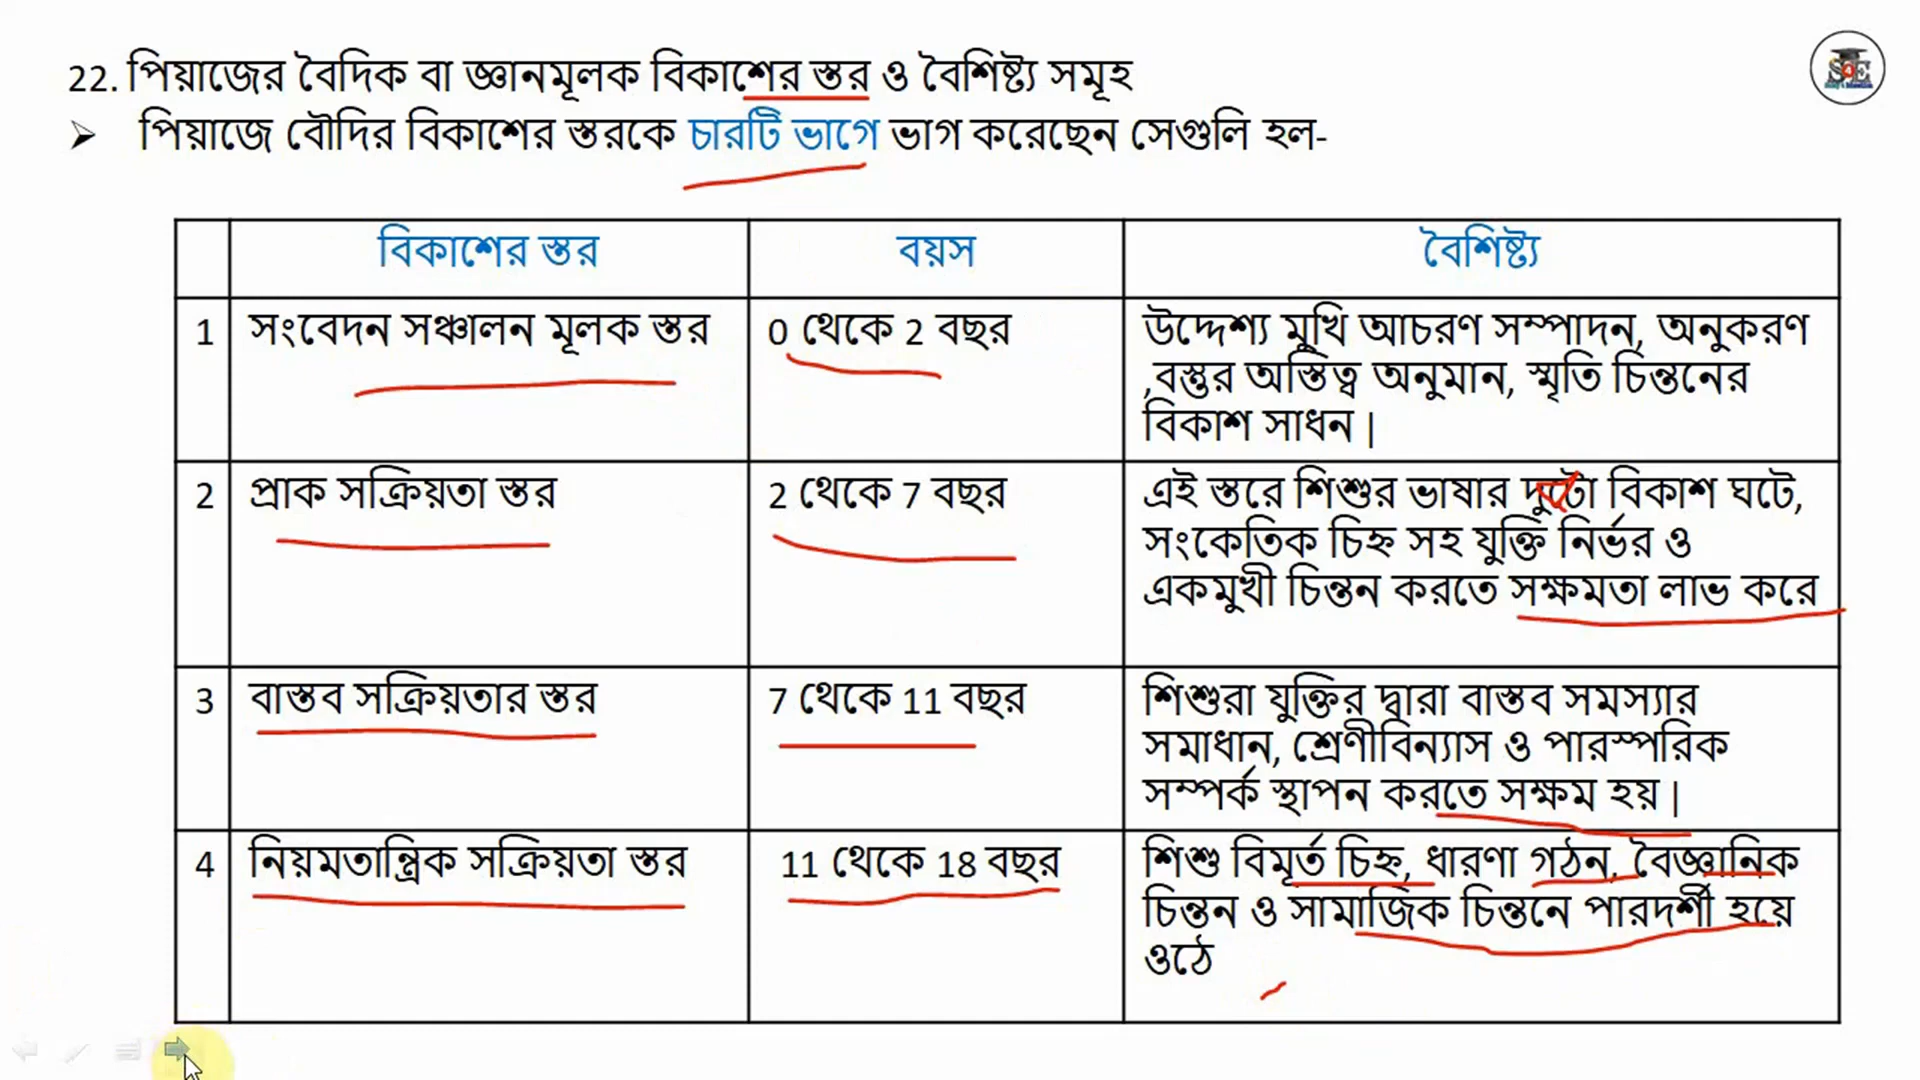 22. পিয়াজের বৈদিক বা জ্ঞানমূলক বিকাশের স্তর ও বৈশিষ্ট্য সমূহ
➤ পিয়াজে বৌদির বিকাশের স্তরকে চারটি ভাগে ভাগ করেছেন সেগুলি হল-
বিকাশের স্তর বয়স বৈশিষ্ট্য
1 সংবেদন সঞ্চালন মূলক স্তর 0 থেকে 2 বছর উদ্দেশ্য মুখি আচরণ সম্পাদন, অনুকরণ
,বস্তুর অস্তিত্ব অনুমান, স্মৃতি চিন্তনের
বিকাশ সাধন |
2 প্রাক সক্রিয়তা স্তর 2 থেকে 7 বছর এই স্তরে শিশুর ভাষার দুটো বিকাশ ঘটে,
সংকেতিক চিহ্ন সহ যুক্তি নির্ভর ও
একমুখী চিন্তন করতে সক্ষমতা লাভ করে
3 বাস্তব সক্রিয়তার স্তর 7 থেকে 11 বছর শিশুরা যুক্তির দ্বারা বাস্তব সমস্যার
সমাধান, শ্রেণীবিন্যাস ও পারস্পরিক
সম্পর্ক স্থাপন করতে সক্ষম হয় |
4 নিয়মতান্ত্রিক সক্রিয়তা স্তর 11 থেকে 18 বছর শিশু বিমূর্ত চিহ্ন, ধারণা গঠন, বৈজ্ঞানিক
চিন্তন ও সামাজিক চিন্তনে পারদর্শী হয়ে
ওঠে